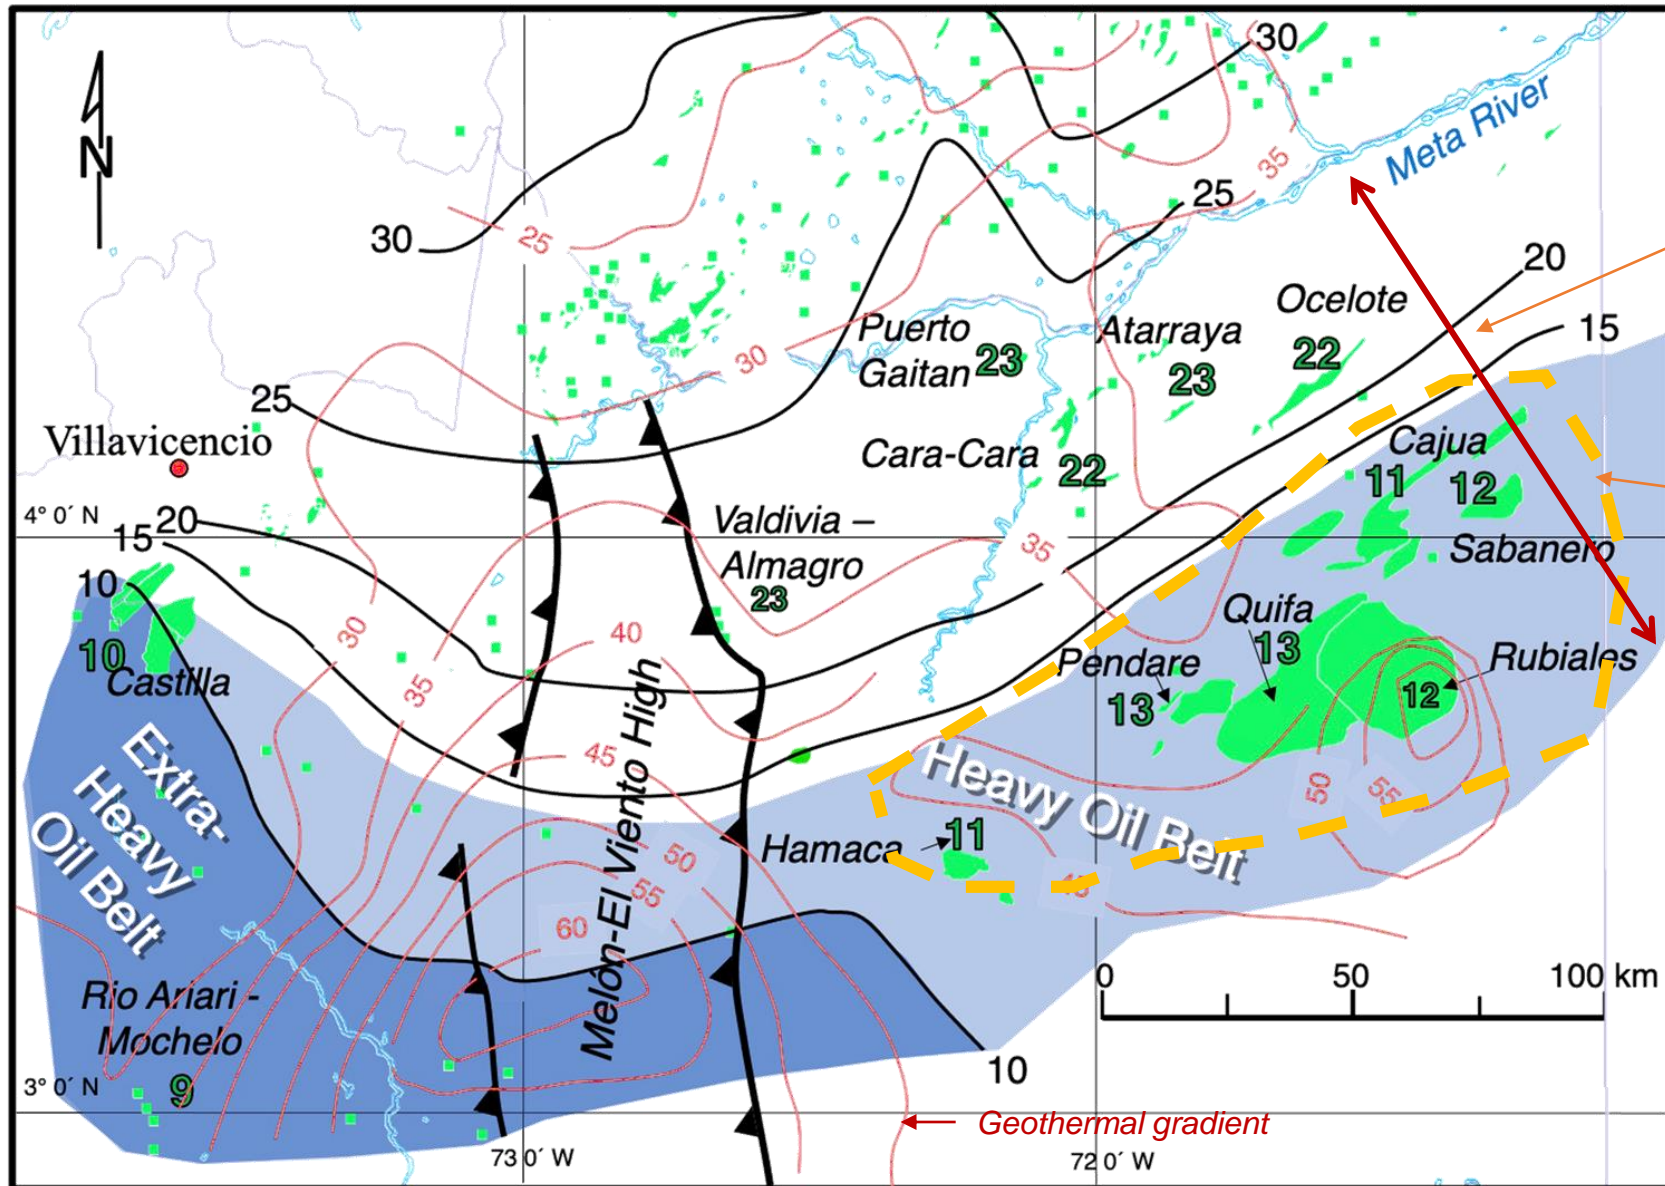 30
Meta River
N
35
25
30
25
20
Ocelote
Puerto
Gaitan 23
Atarraya
23
22
15
30
25
Villavicencio
Cara-Cara
22
Cajua
11
12
4° 0´ N
20
15
Valdivia –
Almagro
23
35
Sabanero
10
Quifa
13
30
40
Pendare
13
Rubiales
12
10
Castilla
35
45
50
55
Extra-
Heavy
Oil Belt
Melón-El Viento High
Heavy Oil Belt
Hamaca
11
50
55
45
60
0 50 100 km
Rio Ariari -
Mochelo
9
10
3° 0´ N
Geothermal gradient
73 0´ W
72 0´ W